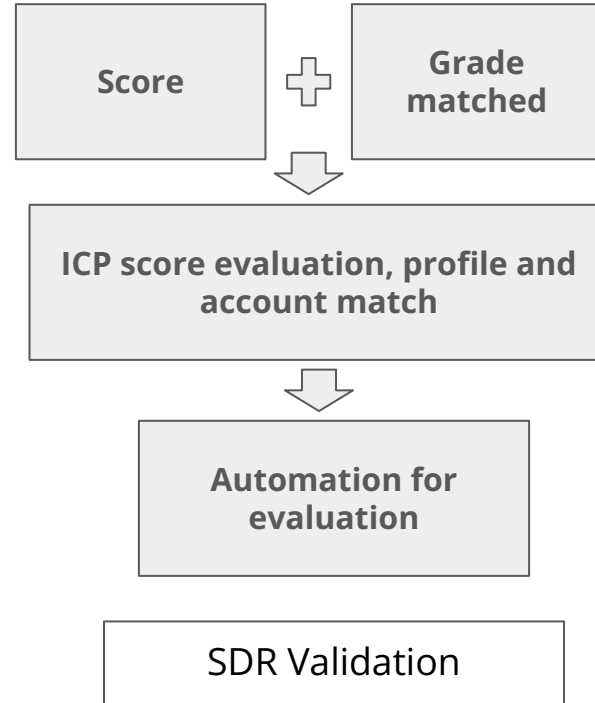 Score
Grade
matched
ICP score evaluation, profile and
account match
Automation for
evaluation
SDR Validation